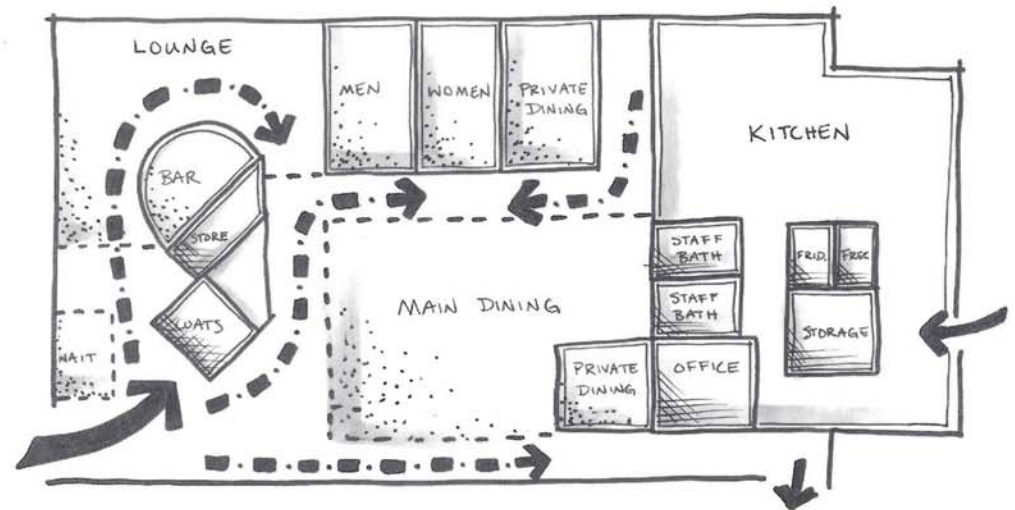 LOUNGE
MEN
WOMEN
PRIVATE
DINING
KITCHEN
BAR
STORE
STAFF
BATH
FRID.
FREE
MAIN DINING
STAFF
BATH
COATS
STORAGE
WAIT
PRIVATE
DINING
OFFICE